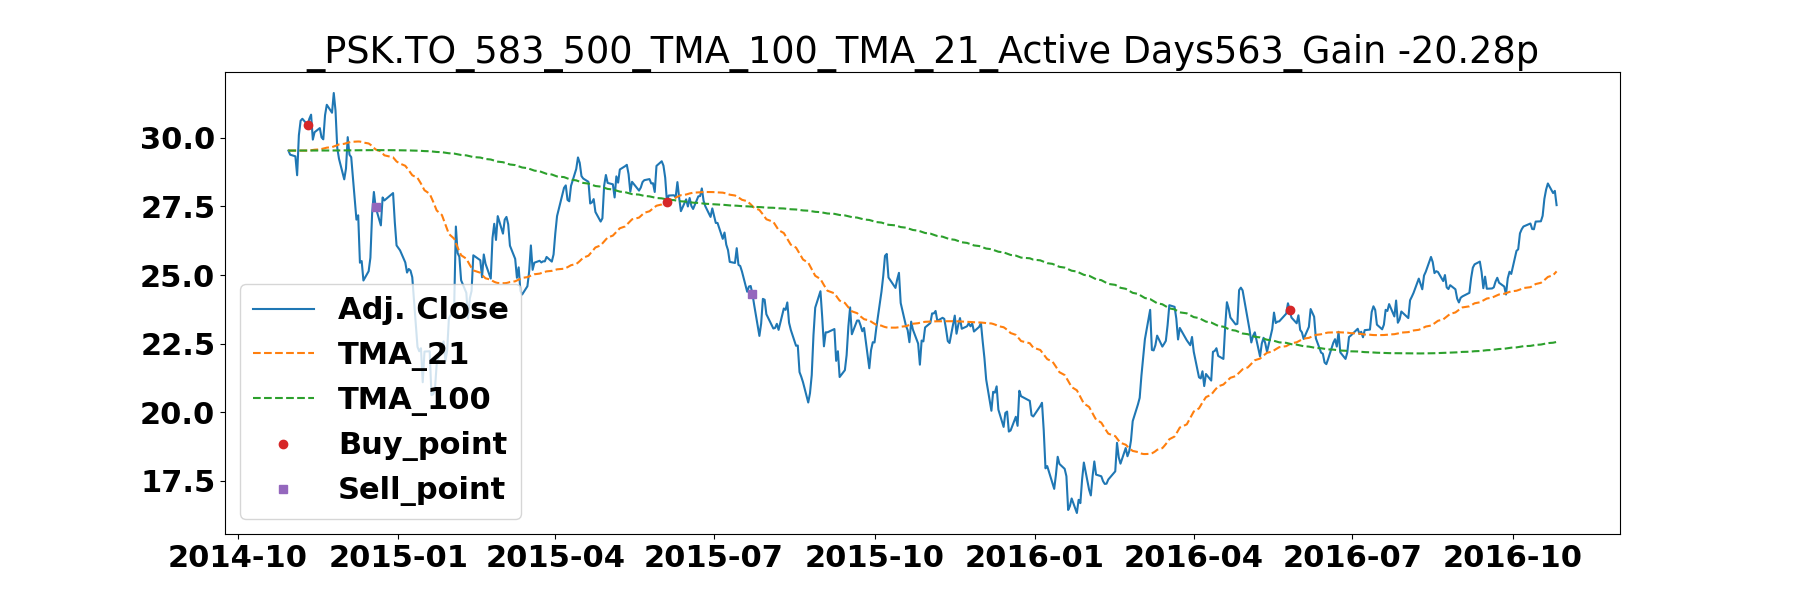 _PSK.TO_583_500_TMA_100_TMA_21_Active Days563_Gain -20.28p
30.0
27.5
25.0
22.5
20.0
17.5
Adj. Close
TMA_21
TMA_100
Buy_point
Sell_point
2014-10 2015-01 2015-04 2015-07 2015-10 2016-01 2016-04 2016-07 2016-10